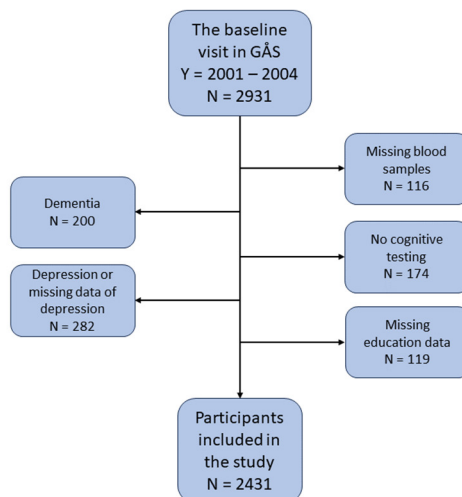 The baseline
visit in GÅS
Y = 2001 – 2004
N = 2931
Missing blood
samples
N = 116
Dementia
N = 200
No cognitive
testing
N = 174
Depression or
missing data of
depression
N = 282
Missing
education data
N = 119
Participants
included in
the study
N = 2431